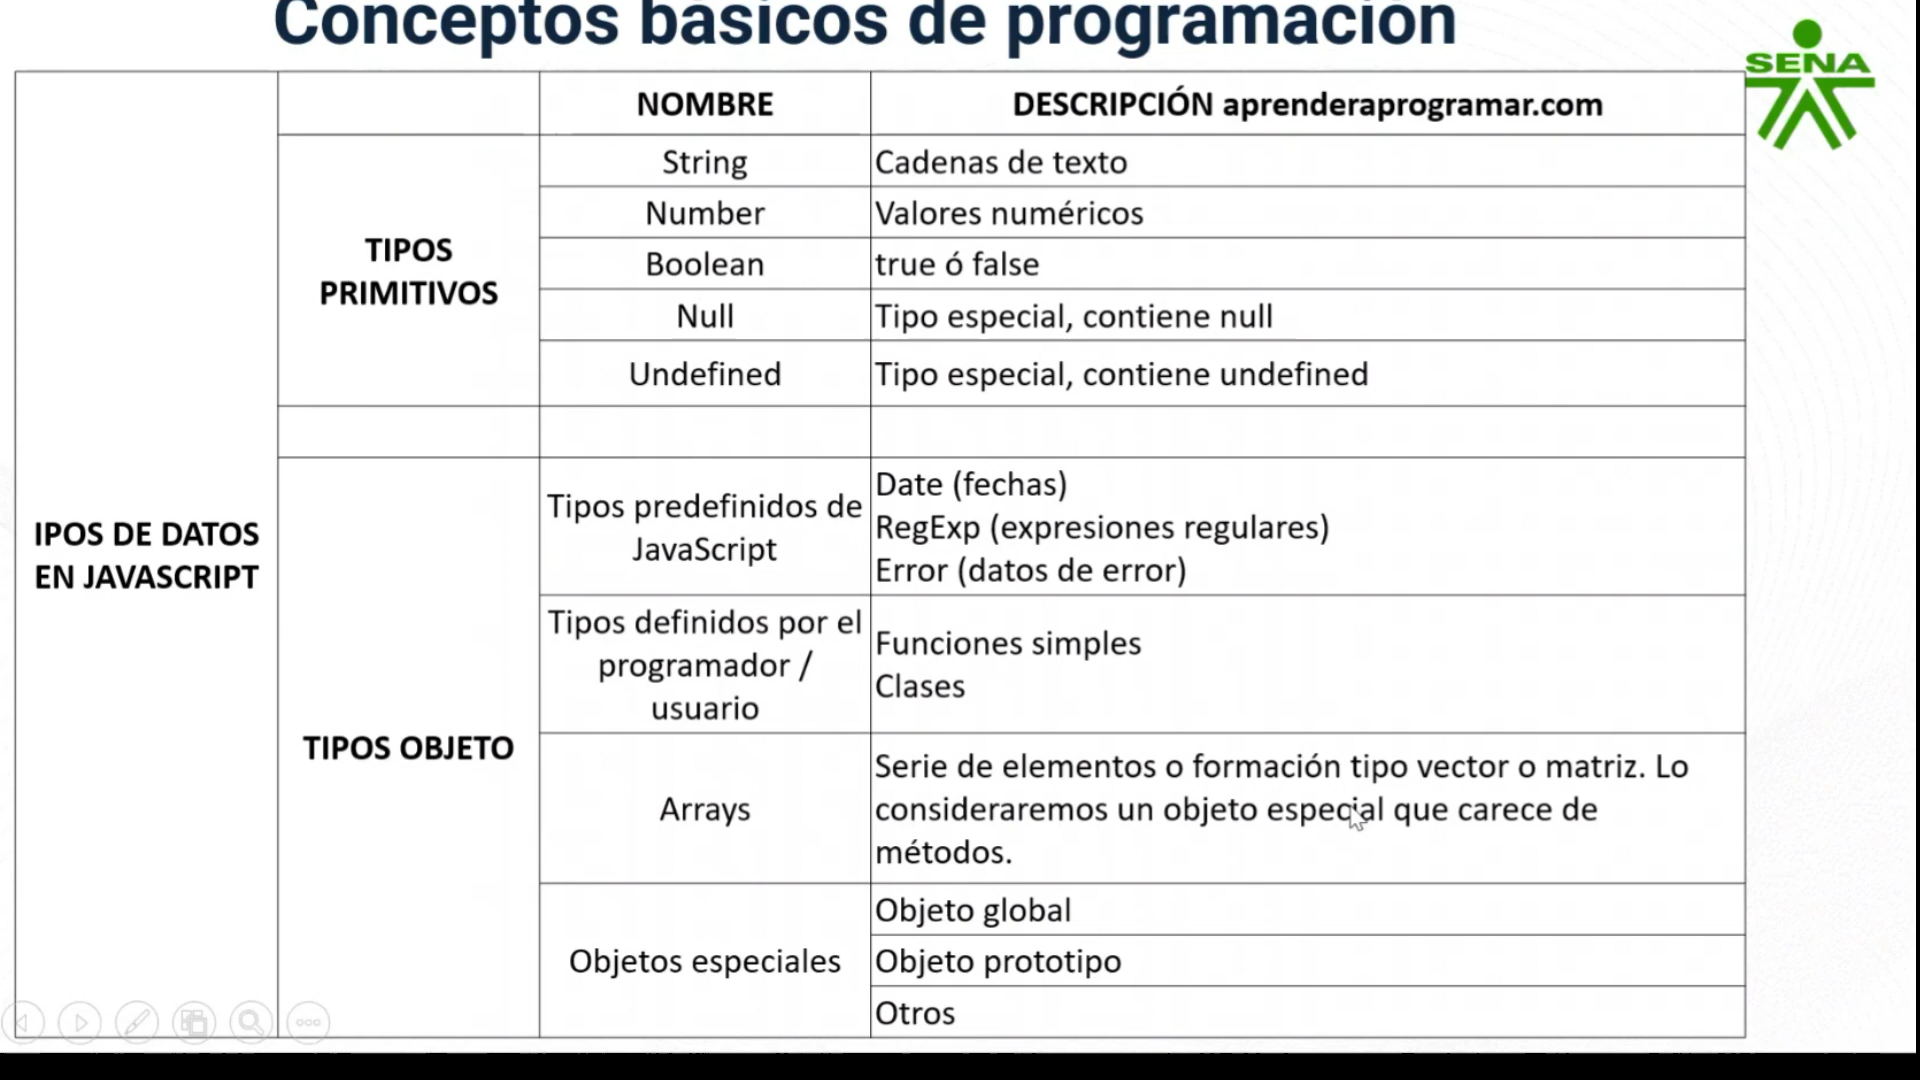 Conceptos básicos de programación
SENA
NOMBRE
DESCRIPCIÓN aprenderaprogramar.com
IPOS DE DATOS
EN JAVASCRIPT
TIPOS
PRIMITIVOS
String
Cadenas de texto
Number
Valores numéricos
Boolean
true ó false
Null
Tipo especial, contiene null
Undefined
Tipo especial, contiene undefined
TIPOS OBJETO
Tipos predefinidos de
JavaScript
Date (fechas)
RegExp (expresiones regulares)
Error (datos de error)
Tipos definidos por el
programador /
usuario
Funciones simples
Clases
Arrays
Serie de elementos o formación tipo vector o matriz. Lo
consideraremos un objeto especial que carece de
métodos.
Objetos especiales
Objeto global
Objeto prototipo
Otros